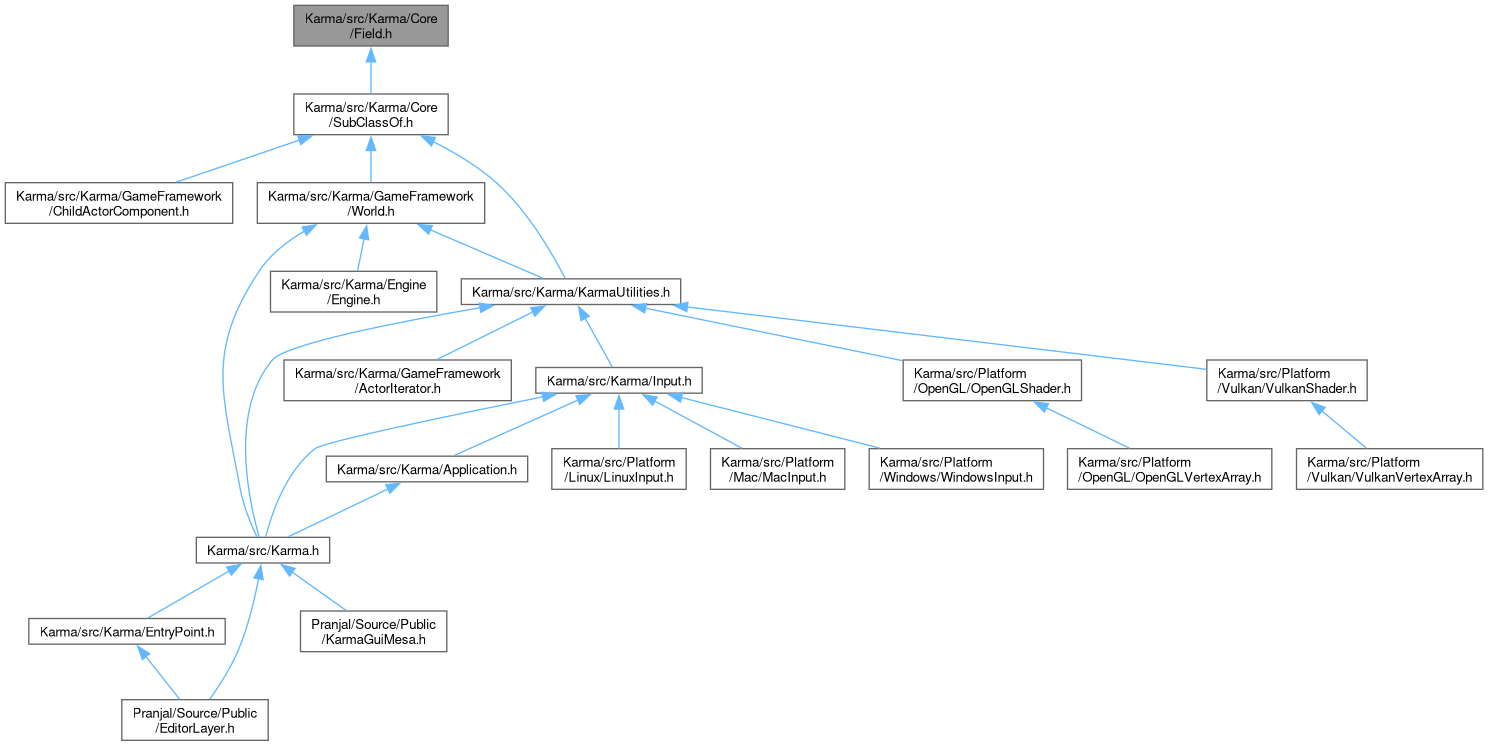 Karma/src/Karma/Core
/Field.h
Karma/src/Karma/Core
/SubClassOf.h
Karma/src/Karma/GameFramework
/ChildActorComponent.h
Karma/src/Karma/GameFramework
/World.h
Karma/src/Karma/Engine
/Engine.h
Karma/src/Karma/KarmaUtilities.h
Karma/src/Karma/GameFramework
/ActorIterator.h
Karma/src/Karma/Input.h
Karma/src/Platform
/OpenGL/OpenGLShader.h
Karma/src/Platform
/Vulkan/VulkanShader.h
Karma/src/Karma/Application.h
Karma/src/Platform
/Linux/LinuxInput.h
Karma/src/Platform
/Mac/MacInput.h
Karma/src/Platform
/Windows/WindowsInput.h
Karma/src/Platform
/OpenGL/OpenGLVertexArray.h
Karma/src/Platform
/Vulkan/VulkanVertexArray.h
Karma/src/Karma.h
Karma/src/Karma/EntryPoint.h
Pranjal/Source/Public
/KarmaGuiMesa.h
Pranjal/Source/Public
/EditorLayer.h